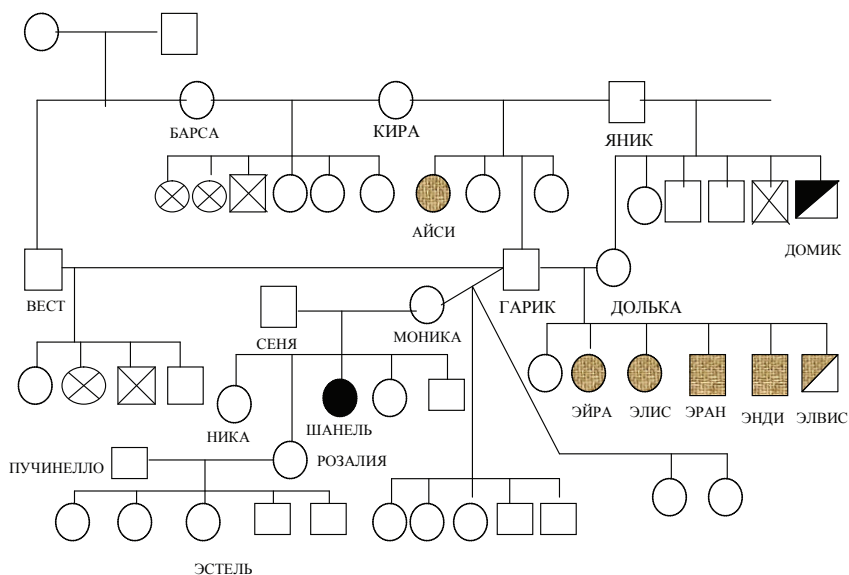 БАРСА
КИРА
ЯНИК
АЙСИ
ДОМИК
ВЕСТ
СЕНЯ
МОНИКА
ГАРИК
ДОЛЬКА
НИКА
ШАНЕЛЬ
ЭЙРА
ЭЛИС
ЭРАН
ЭНДИ
ЭЛВИС
ПУЧИНЕЛЛО
РОЗАЛИЯ
ЭСТЕЛЬ